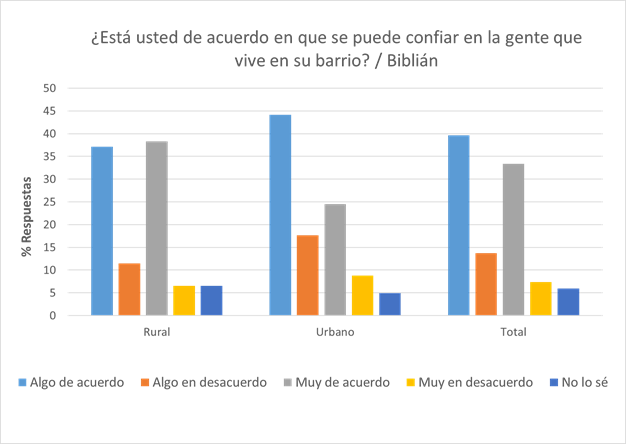 ¿Está usted de acuerdo en que se puede confiar en la gente que
vive en su barrio? / Biblián
50
45
40
35
30
25
20
15
10
5
0
% Respuestas
Rural Urbano Total
Algo de acuerdo Algo en desacuerdo Muy de acuerdo Muy en desacuerdo No lo sé